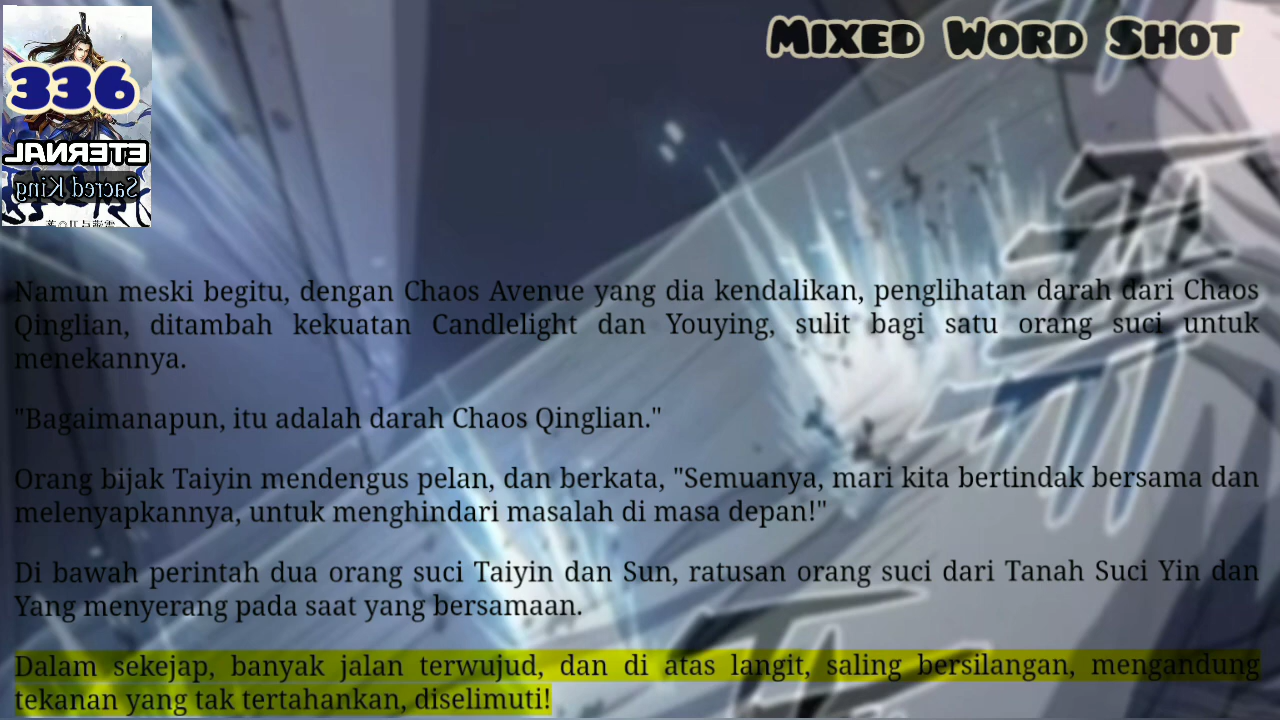 Mixed Word Shot
336
ETERNAL
Sacred King
Namun meski begitu, dengan Chaos Avenue yang dia kendalikan, penglihatan darah dari Chaos
Qinglian, ditambah kekuatan Candlelight dan Youying, sulit bagi satu orang suci untuk
menekannya.
"Bagaimanapun, itu adalah darah Chaos Qinglian."
Orang bijak Taiyin mendengus pelan, dan berkata, "Semuanya, mari kita bertindak bersama dan
melenyapkannya, untuk menghindari masalah di masa depan!"
Di bawah perintah dua orang suci Taiyin dan Sun, ratusan orang suci dari Tanah Suci Yin dan
Yang menyerang pada saat yang bersamaan.
Dalam sekejap, banyak jalan terwujud, dan di atas langit, saling bersilangan, mengandung
tekanan yang tak tertahankan, diselimuti!